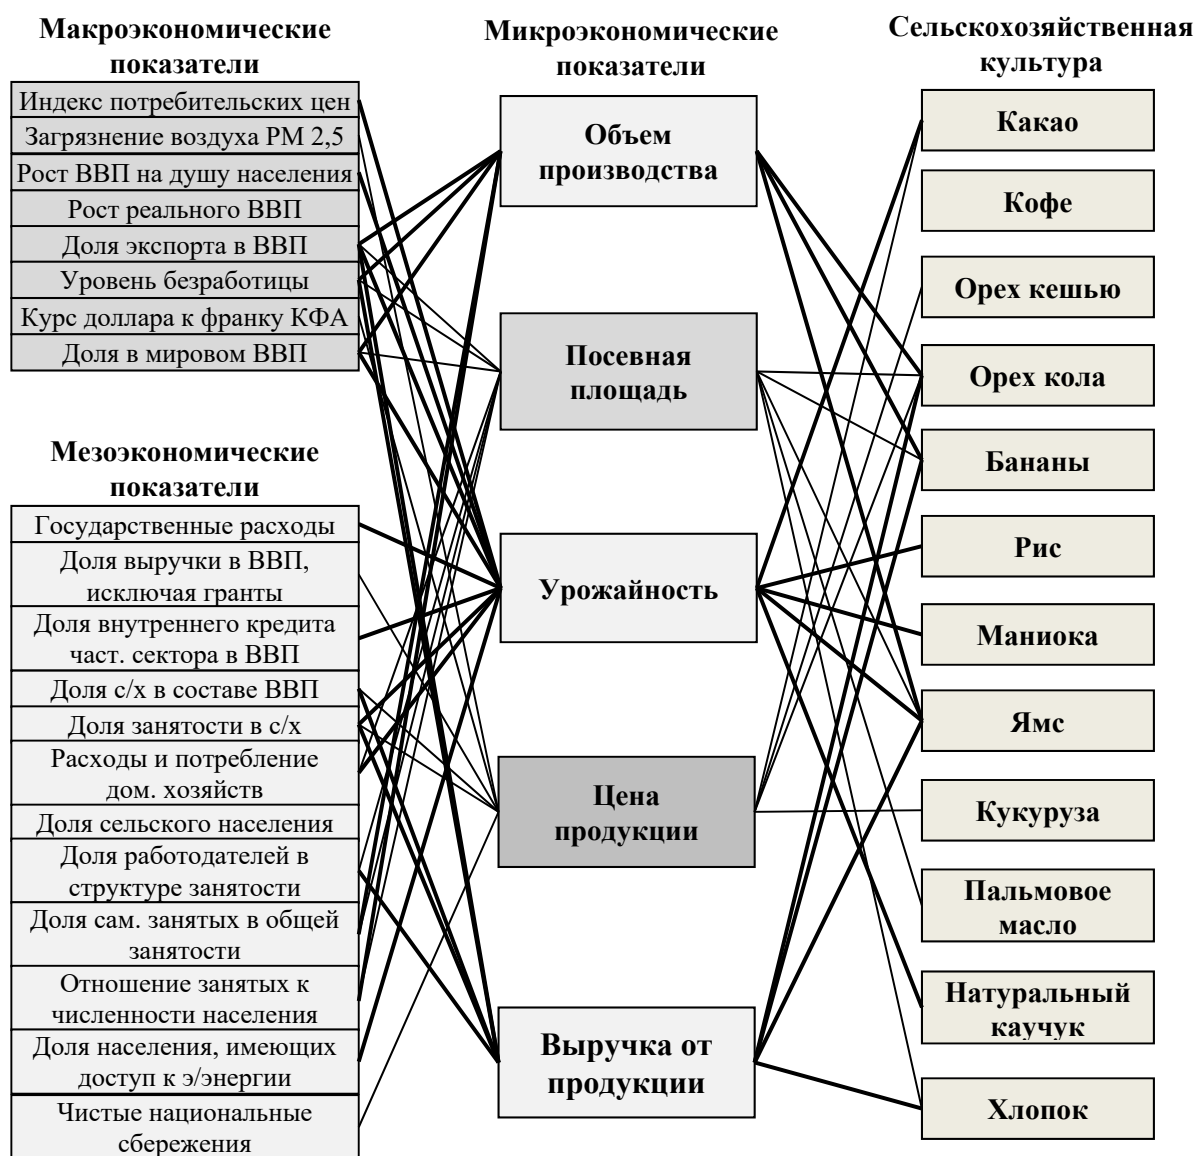 Макроэкономические
показатели
Индекс потребительских цен
Загрязнение воздуха PM 2,5
Рост ВВП на душу населения
Рост реального ВВП
Доля экспорта в ВВП
Уровень безработицы
Курс доллара к франку КФА
Доля в мировом ВВП
Мезоэкономические
показатели
Государственные расходы
Доля выручки в ВВП,
исключая гранты
Доля внутреннего кредита
част. сектора в ВВП
Доля с/х в составе ВВП
Доля занятости в с/х
Расходы и потребление
дом. хозяйств
Доля сельского населения
Доля работодателей в
структуре занятости
Доля сам. занятых в общей
занятости
Отношение занятых к
численности населения
Доля населения, имеющих
доступ к э/энергии
Чистые национальные
сбережения
Микроэкономические
показатели
Объем
производства
Посевная
площадь
Урожайность
Цена
продукции
Выручка от
продукции
Сельскохозяйственная
культура
Какао
Кофе
Орех кешью
Орех кола
Бананы
Рис
Маниока
Ямс
Кукуруза
Пальмовое
масло
Натуральный
каучук
Хлопок